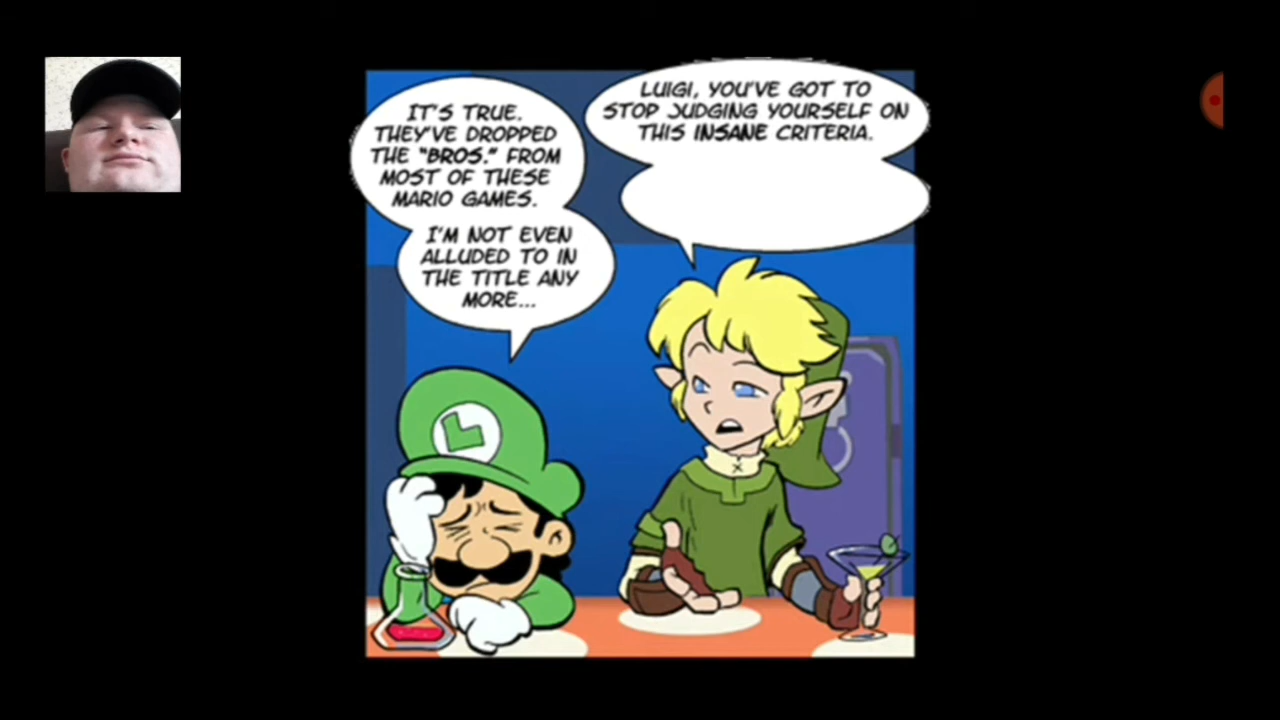 IT'S TRUE.
THEY'VE DROPPED
THE "BROS." FROM
MOST OF THESE
MARIO GAMES.
I'M NOT EVEN
ALLUDED TO IN
THE TITLE ANY
MORE...
LUIGI, YOU'VE GOT TO
STOP JUDGING YOURSELF ON
THIS INSANE CRITERIA.
L